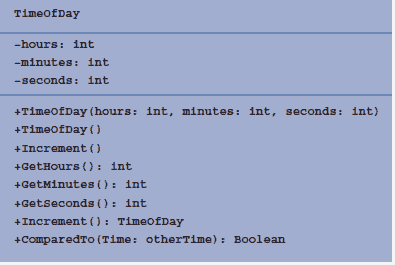 TimeOfDay
-hours: int
-minutes: int
-seconds: int
+TimeOfDay(hours: int, minutes: int, seconds: int)
+TimeOfDay()
+Increment()
+GetHours(): int
+GetMinutes(): int
+GetSeconds(): int
+Increment(): TimeOfDay
+ComparedTo(Time: otherTime): Boolean